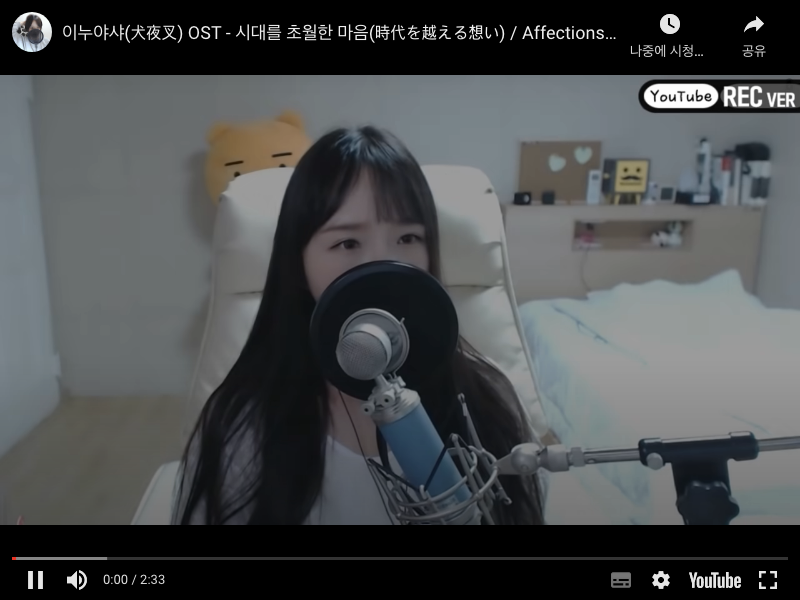 이누야샤(犬夜叉) OST - 시대를 초월한 마음(時代を越える想い) / Affections...
나중에 시청...
공유
YouTube REC VER
0:00 / 2:33
YouTube